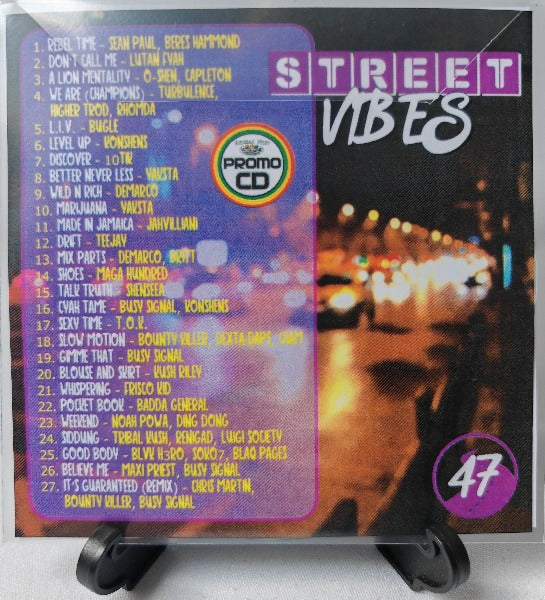 STREET
VIBES
1. REBEL TIME - SEAN PAUL, BERES HAMMOND
2. DON'T CALL ME - LUTAN FYAH
3. A LION MENTALITY - O-SHEN, CAPLETON
4. WE ARE (CHAMPIONS) - TURBULENCE,
HIGHER TROD, RHOMDA
5. L.I.V. - BUGLE
6. LEVEL UP - KONSHENS
7. DISCOVER - 10TIK
8. BETTER NEVER LESS - YAKSTA
9. WILD N RICH - DEMARCO
10. MARIJUANA - YAKSTA
11. MADE IN JAMAICA - JAHVILLIANI
12. DRIFT - TEEJAY
13. MIX PARTS - DEMARCO, DRIFT
14. SHOES - MAGA HUNDRED
15. TALK TRUTH - SHENSEEA
16. CYAH TAME - BUSY SIGNAL, KONSHENS
17. SEXY TIME - T.O.K.
18. SLOW MOTION - BOUNTY KILLER, DEXTA DAPS, CHAM
19. GIMME THAT - BUSY SIGNAL
20. BLOUSE AND SKIRT - KUSH RILEY
21. WHISPERING - FRISCO KID
22. POCKET BOOK - BADDA GENERAL
23. WEEKEND - NOAH POWA, DING DONG
24. SIDDUNG - TRIBAL KUSH, RENIGAD, LUIGI SOCIETY
25. GOOD BODY - BLVK H3RO, SOKO7, BLAQ PAGES
26. BELIEVE ME - MAXI PRIEST, BUSY SIGNAL
27. IT'S GUARANTEED (REMIX) - CHRIS MARTIN,
BOUNTY KILLER, BUSY SIGNAL
PROMO
CD
47